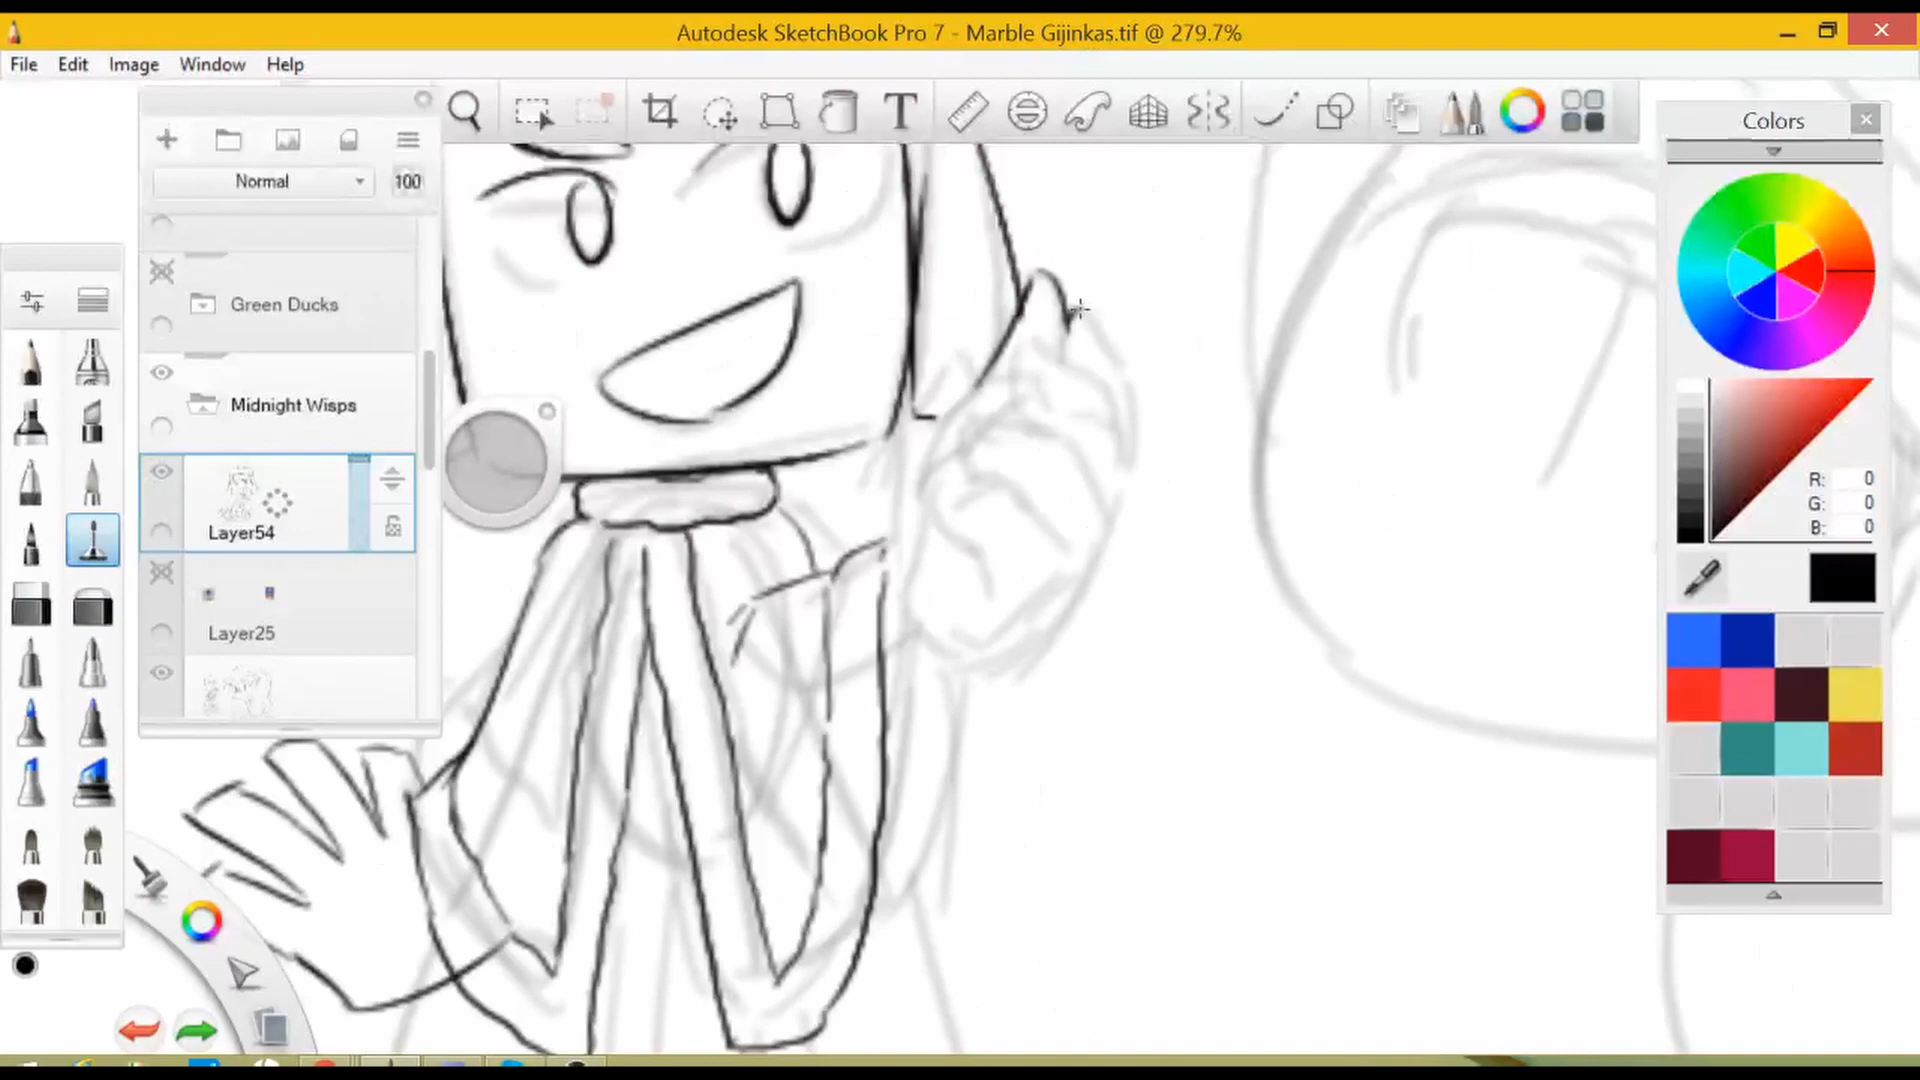 Autodesk SketchBook Pro 7 - Marble Gijinkas.tif @ 279.7%
File Edit Image Window Help
T
Colors
Normal 100
Green Ducks
Midnight Wisps
Layer54
Layer25
R: 0
G: 0
B: 0